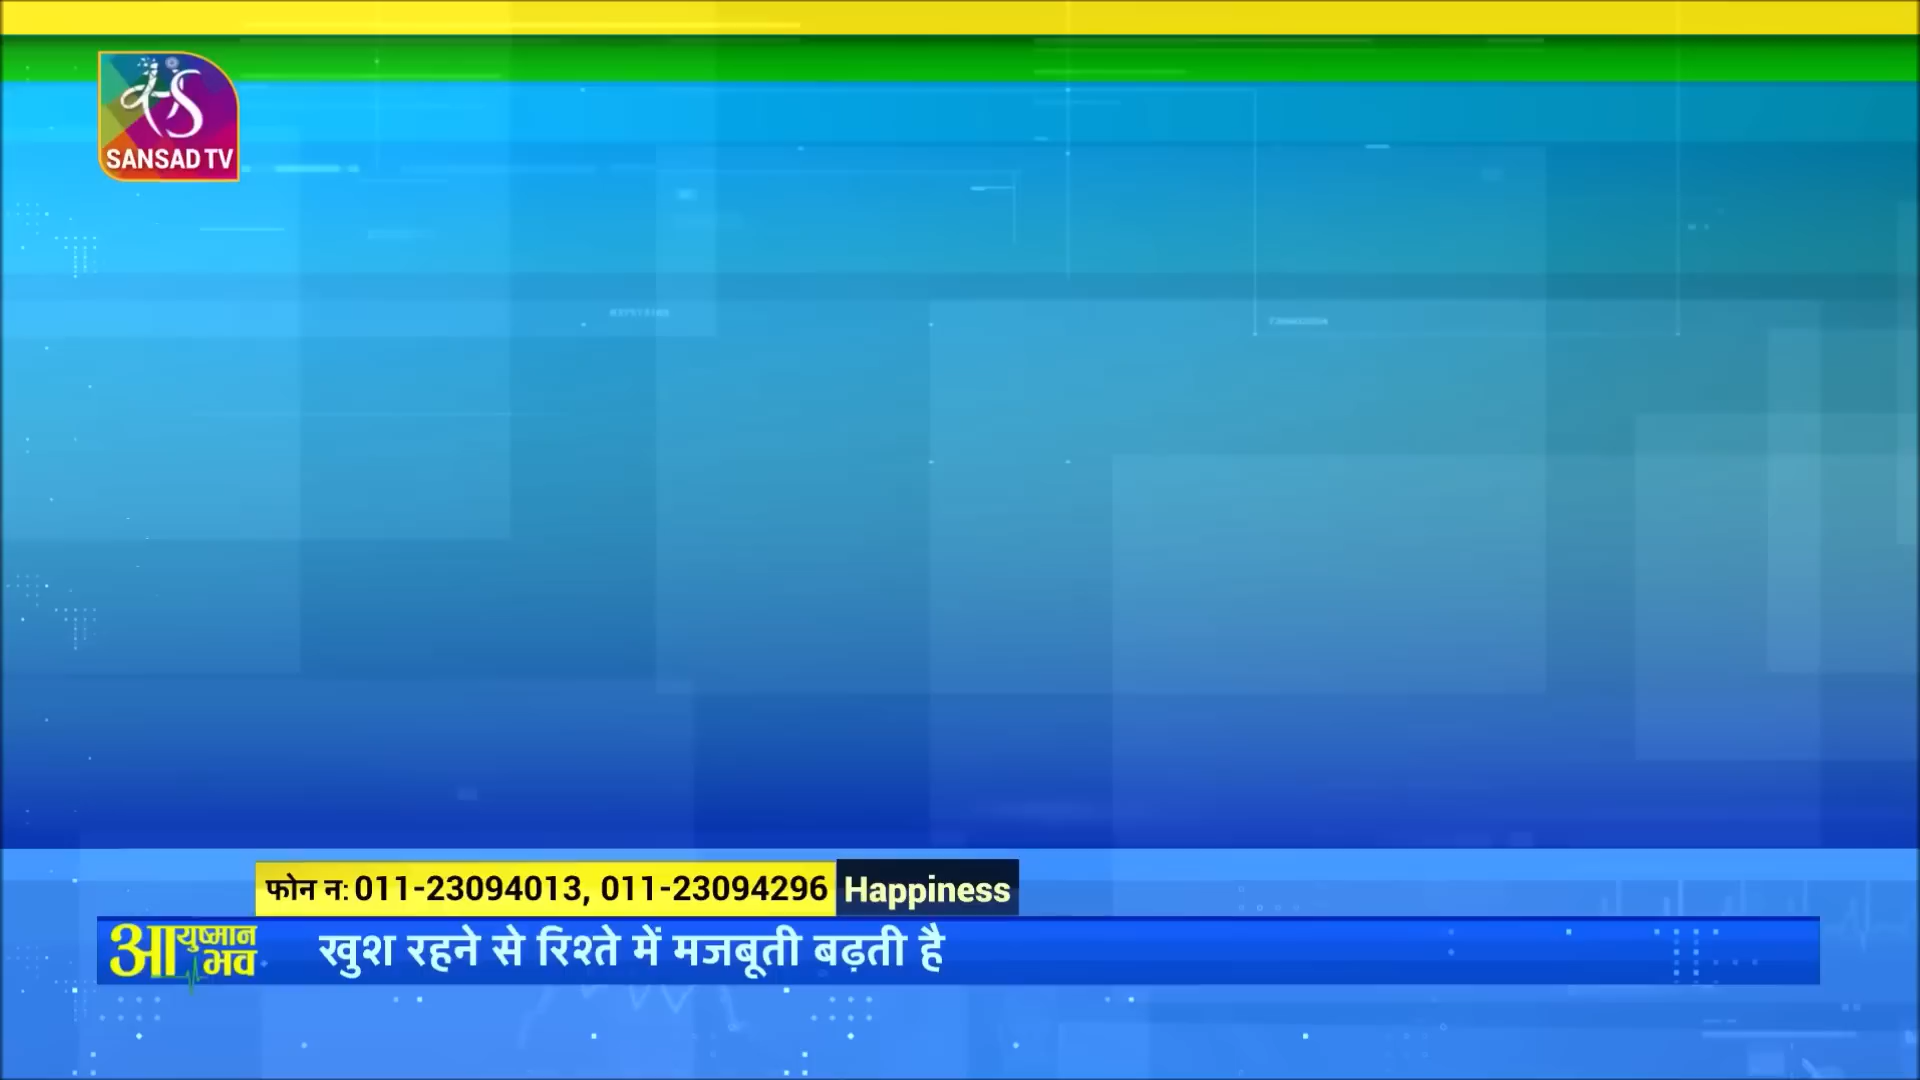 SANSAD TV
फोन न: 011-23094013, 011-23094296 Happiness
आयुष्मान भव
खुश रहने से रिश्ते में मजबूती बढ़ती है